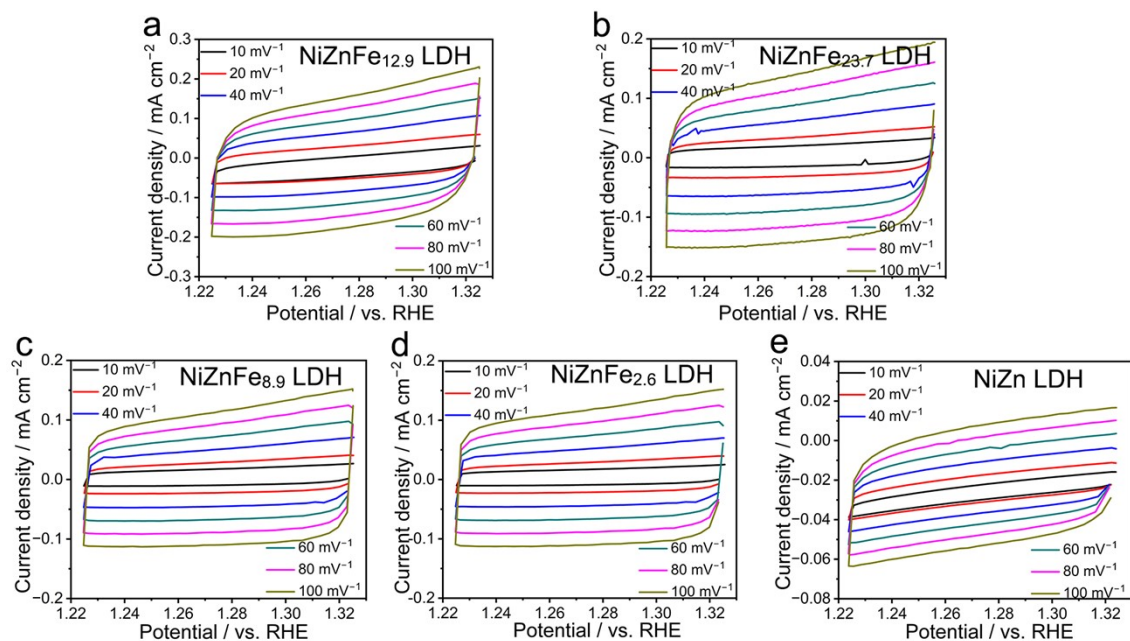 a
NiZnFe₁₂.₉ LDH
10 mV⁻¹
20 mV⁻¹
40 mV⁻¹
60 mV⁻¹
80 mV⁻¹
100 mV⁻¹
Current density / mA cm⁻²
0.3
0.2
0.1
0.0
−0.1
−0.2
−0.3
1.22 1.24 1.26 1.28 1.30 1.32
Potential / vs. RHE
b
NiZnFe₂₃.₇ LDH
10 mV⁻¹
20 mV⁻¹
40 mV⁻¹
60 mV⁻¹
80 mV⁻¹
100 mV⁻¹
Current density / mA cm⁻²
0.2
0.1
0.0
−0.1
−0.2
1.22 1.24 1.26 1.28 1.30 1.32
Potential / vs. RHE
c
NiZnFe₈.₉ LDH
10 mV⁻¹
20 mV⁻¹
40 mV⁻¹
60 mV⁻¹
80 mV⁻¹
100 mV⁻¹
Current density / mA cm⁻²
0.2
0.1
0.0
−0.1
−0.2
1.22 1.24 1.26 1.28 1.30 1.32
Potential / vs. RHE
d
NiZnFe₂.₆ LDH
10 mV⁻¹
20 mV⁻¹
40 mV⁻¹
60 mV⁻¹
80 mV⁻¹
100 mV⁻¹
Current density / mA cm⁻²
0.2
0.1
0.0
−0.1
−0.2
1.22 1.24 1.26 1.28 1.30 1.32
Potential / vs. RHE
e
NiZn LDH
10 mV⁻¹
20 mV⁻¹
40 mV⁻¹
60 mV⁻¹
80 mV⁻¹
100 mV⁻¹
Current density / mA cm⁻²
0.04
0.02
0.00
−0.02
−0.04
−0.06
−0.08
1.22 1.24 1.26 1.28 1.30 1.32
Potential / vs. RHE